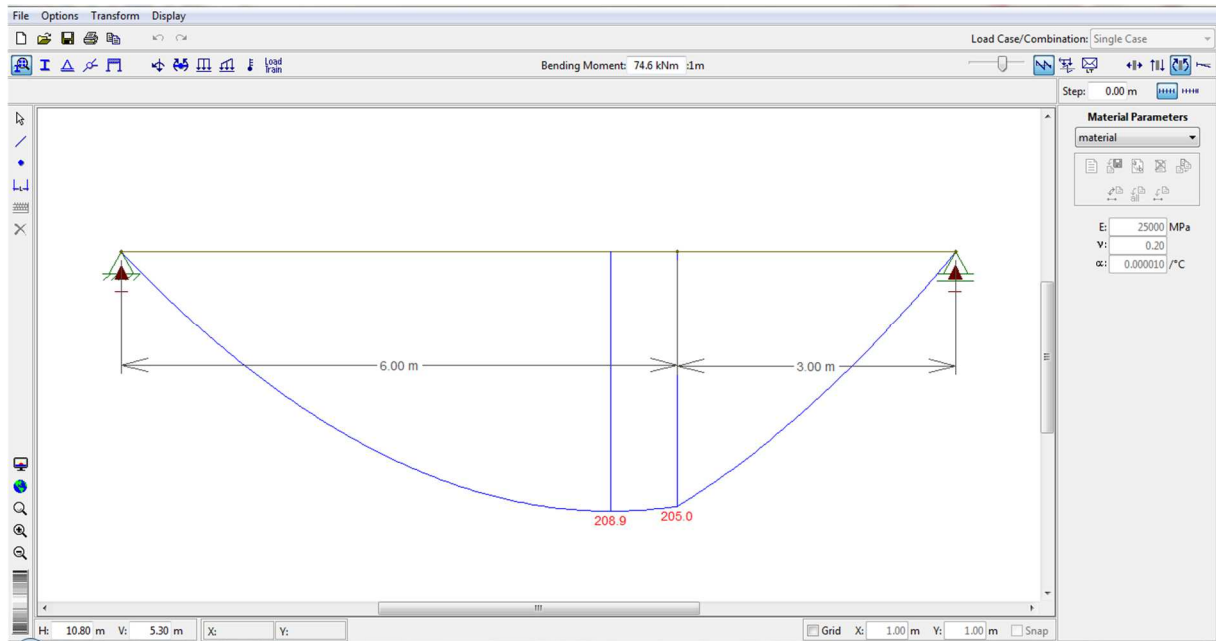 File Options Transform Display
Load Case/Combination: Single Case
Load Train
Bending Moment: 74.6 kNm :1m
LT
Step: 0.00 m
Material Parameters
material
all
E: 25000 MPa
ν: 0.20
α: 0.000010 /°C
6.00 m
3.00 m
208.9
205.0
H: 10.80 m V: 5.30 m X: Y: Grid X: 1.00 m Y: 1.00 m Snap